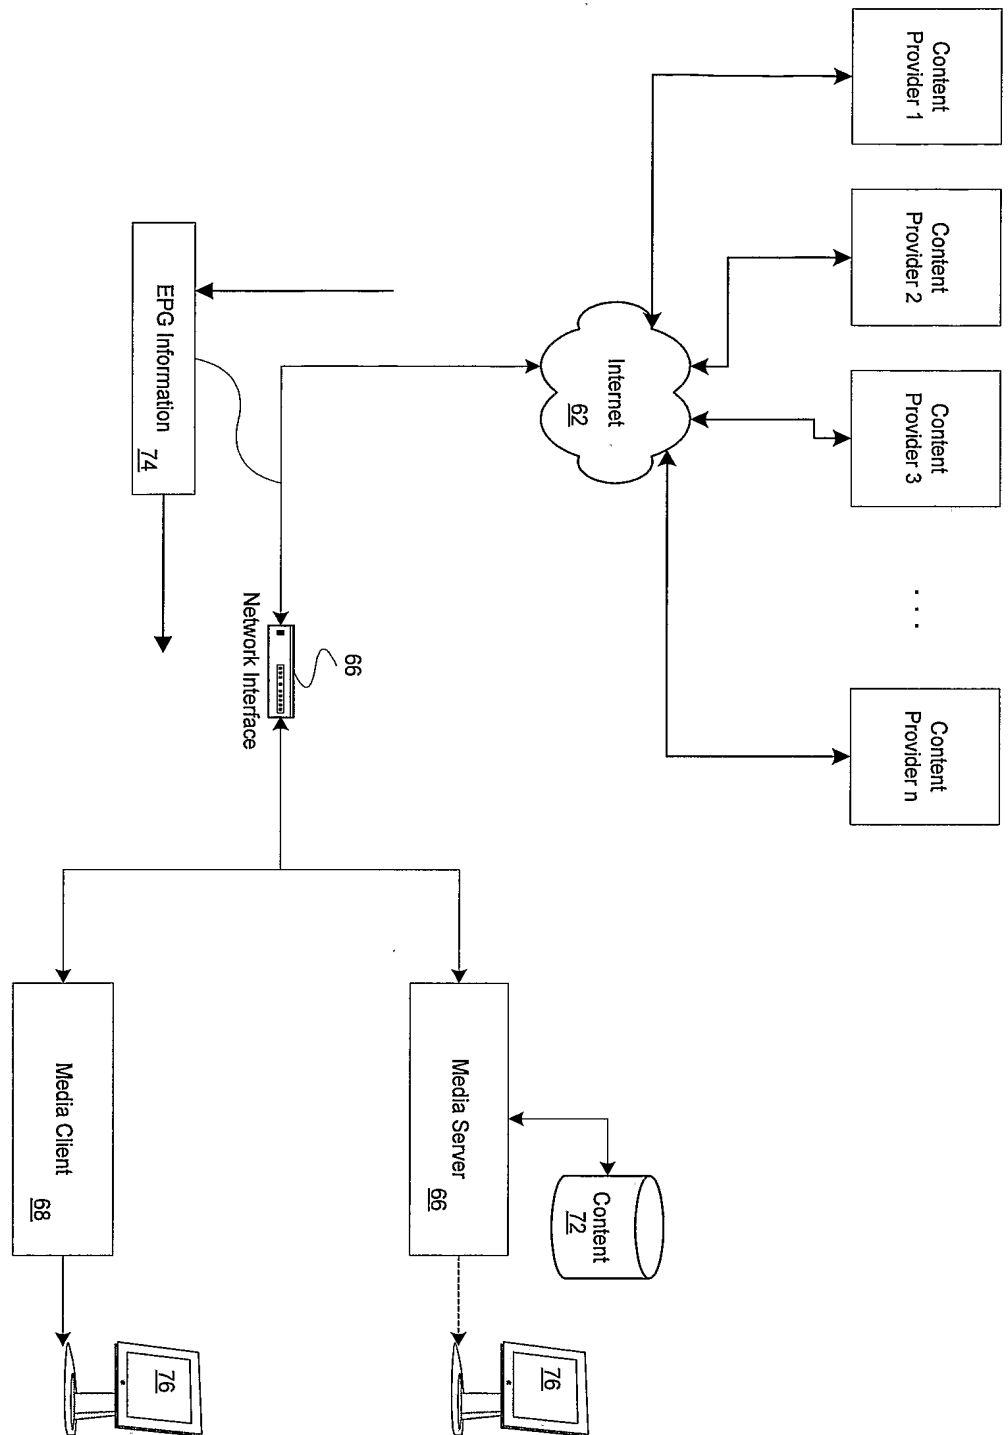 Content
Provider 1
Content
Provider 2
Content
Provider 3
. . .
Content
Provider n
Internet
62
EPG Information
74
66
Network Interface
Content
72
Media Server
66
76
Media Client
68
76